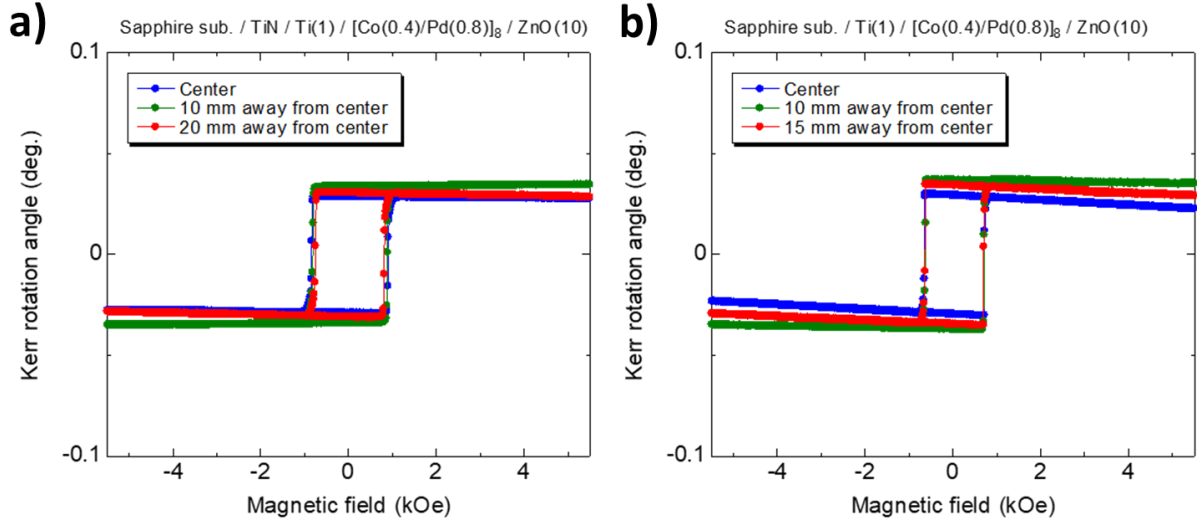 a)
Sapphire sub. / TiN / Ti(1) / [Co(0.4)/Pd(0.8)]8 / ZnO(10)
0.1
0
-0.1
Kerr rotation angle (deg.)
Center
10 mm away from center
20 mm away from center
-4
-2
0
2
4
Magnetic field (kOe)
b)
Sapphire sub. / Ti(1) / [Co(0.4)/Pd(0.8)]8 / ZnO(10)
0.1
0
-0.1
Kerr rotation angle (deg.)
Center
10 mm away from center
15 mm away from center
-4
-2
0
2
4
Magnetic field (kOe)